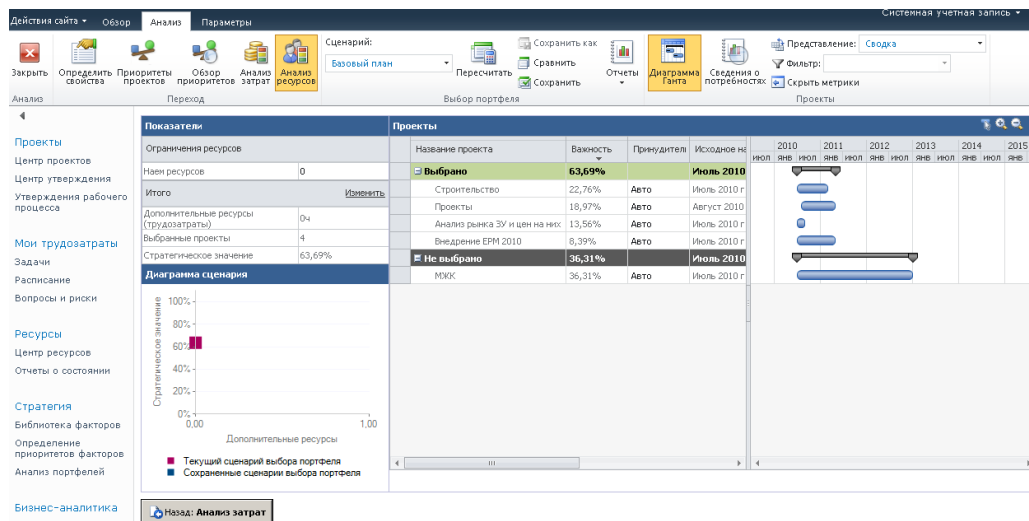 Действия сайта Обзор Анализ Параметры Системная учетная запись
Закрыть
Определить свойства
Приоритеты проектов
Обзор приоритетов
Анализ затрат
Анализ ресурсов
Сценарий:
Базовый план
Пересчитать
Сохранить как
Сравнить
Сохранить
Отчеты
Диаграмма Ганта
Сведения о потребностях
Представление: Сводка
Фильтр:
Скрыть метрики
Анализ Переход Выбор портфеля Проекты
Проекты
Центр проектов
Центр утверждения
Утверждения рабочего
процесса
Мои трудозатраты
Задачи
Расписание
Вопросы и риски
Ресурсы
Центр ресурсов
Отчеты о состоянии
Стратегия
Библиотека факторов
Определение
приоритетов факторов
Анализ портфелей
Бизнес-аналитика
Показатели
Ограничения ресурсов
Наем ресурсов 0
Итого Изменить
Дополнительные ресурсы
(трудозатраты) 0ч
Выбранные проекты 4
Стратегическое значение 63,69%
Диаграмма сценария
Стратегическое значение
100%
80%
60%
40%
20%
0%
0,00 1,00
Дополнительные ресурсы
Текущий сценарий выбора портфеля
Сохраненные сценарии выбора портфеля
Назад: Анализ затрат
Проекты
Название проекта Важность Принудител Исходное на
Выбрано 63,69% Июль 2010
Строительство 22,76% Авто Июль 2010 г
Проекты 18,97% Авто Август 2010
Анализ рынка ЗУ и цен на них 13,56% Авто Июль 2010 г
Внедрение EPM 2010 8,39% Авто Июль 2010 г
Не выбрано 36,31% Июль 2010
МЖК 36,31% Авто Июль 2010 г
2010 2011 2012 2013 2014 2015
июл янв июл янв июл янв июл янв июл янв июл янв